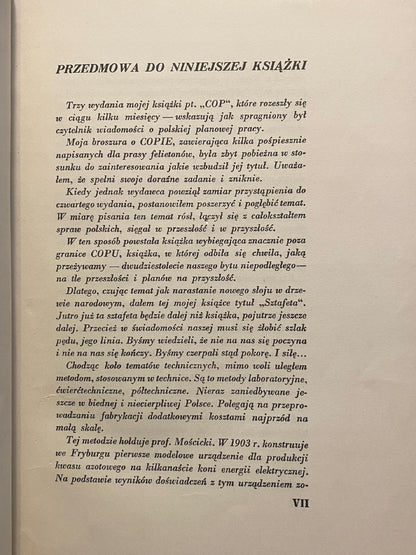 PRZEDMOWA DO NINIEJSZEJ KSIĄŻKI
Trzy wydania mojej książki pt. „COP“, które rozeszły się
w ciągu kilku miesięcy — wskazują jak spragniony był
czytelnik wiadomości o polskiej planowej pracy.
Moja broszura o COPIE, zawierająca kilka pośpiesznie
napisanych dla prasy felietonów, była zbyt pobieżna w sto-
sunku do zainteresowania jakie wzbudził jej tytuł. Uważa-
łem, że spełni swoje doraźne zadanie i zniknie.
Kiedy jednak wydawca powziął zamiar przystąpienia do
czwartego wydania, postanowiłem poszerzyć i pogłębić temat.
W miarę pisania ten temat rósł, łączył się z całokształtem
spraw polskich, sięgał w przeszłość i w przyszłość.
W ten sposób powstała książka wybiegająca znacznie poza
granice COPU, książka, w której odbiła się chwila, jaką
przeżywamy — dwudziestolecie naszego bytu niepodległego —
na tle przeszłości i planów na przyszłość.
Dlatego, czując temat jak narastanie nowego słoju w drze-
wie narodowym, dałem tej mojej książce tytuł „Sztafeta“.
Jutro już ta sztafeta będzie dalej niż książka, pojutrze jeszcze
dalej. Przecież w świadomości naszej musi się żłobić szlak
pędu, jego linia. Byśmy wiedzieli, że nie na nas się poczyna
i nie na nas się kończy. Byśmy czerpali stąd pokorę. I siłę...
Chodząc koło tematów technicznych, mimo woli uległem
metodom, stosowanym w technice. Są to metody laboratoryjne,
ćwierćtechniczne, półtechniczne. Nieraz zaniedbywane je-
szcze w biednej i niecierpliwej Polsce. Polegają na przepro-
wadzaniu fabrykacji dodatkowymi kosztami najprzód na
małą skalę.
Tej metodzie hołduje prof. Mościcki. W 1903 r. konstruuje
we Fryburgu pierwsze modelowe urządzenie dla produkcji
kwasu azotowego na kilkanaście koni energii elektrycznej.
Na podstawie wyników doświadczeń z tym urządzeniem zo-
VII